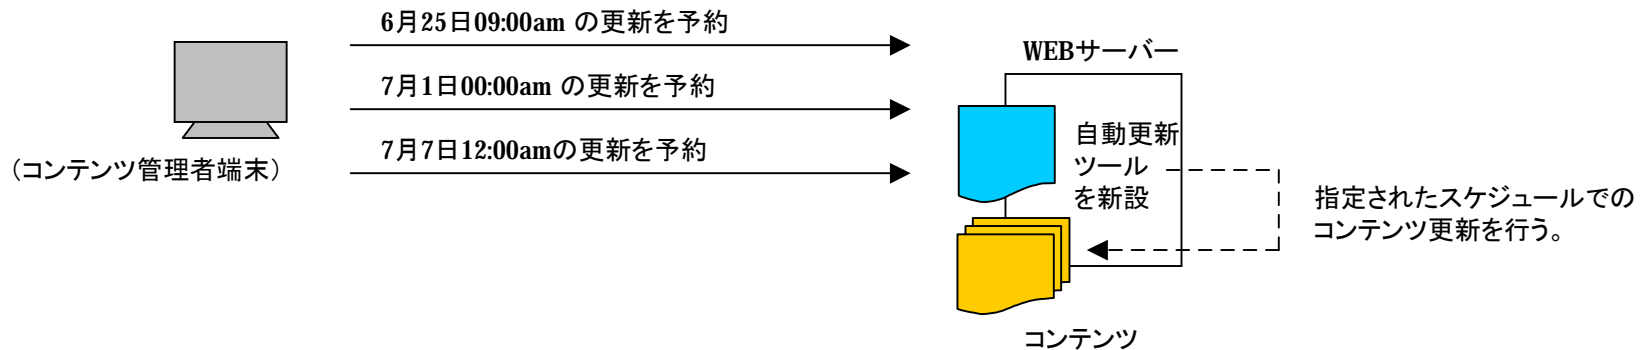 6月25日09:00am の更新を予約
7月1日00:00am の更新を予約
7月7日12:00amの更新を予約
（コンテンツ管理者端末）
WEBサーバー
自動更新
ツール
を新設
指定されたスケジュールでの
コンテンツ更新を行う。
コンテンツ